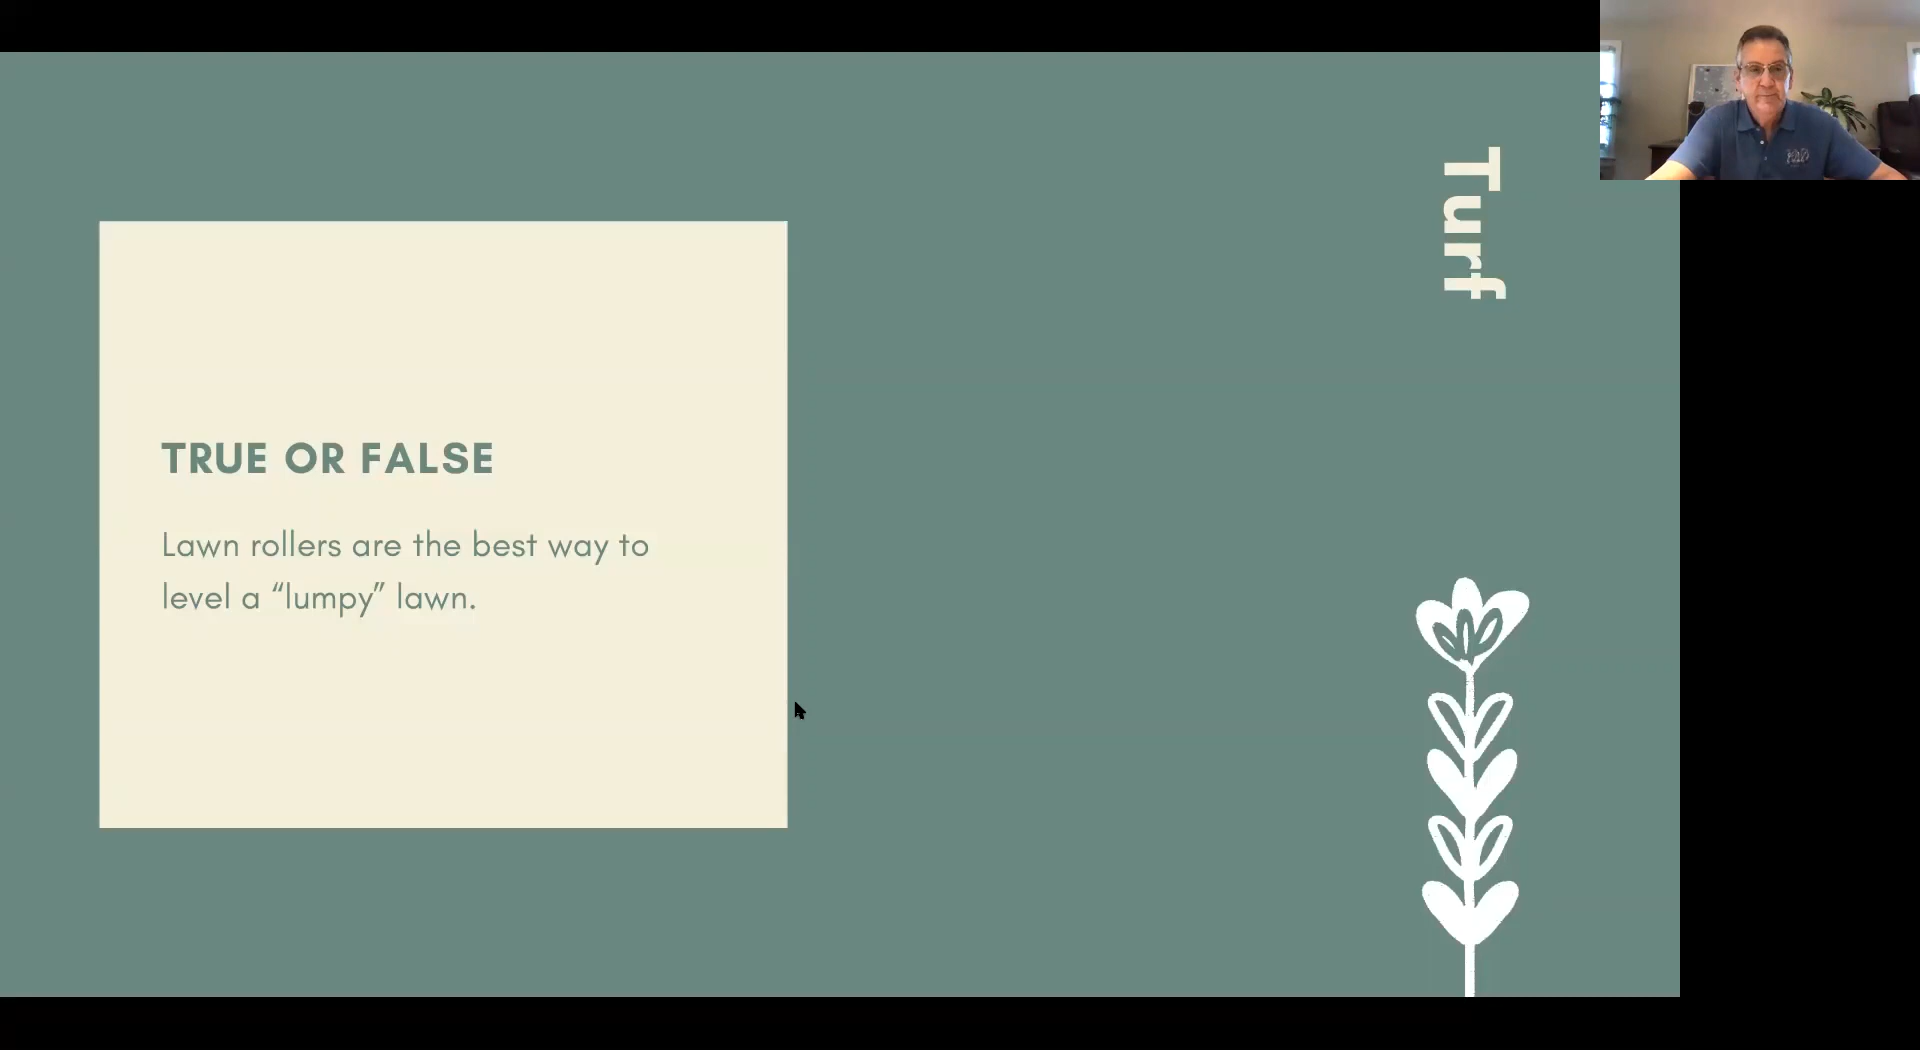 Turf
TRUE OR FALSE
Lawn rollers are the best way to
level a “lumpy” lawn.